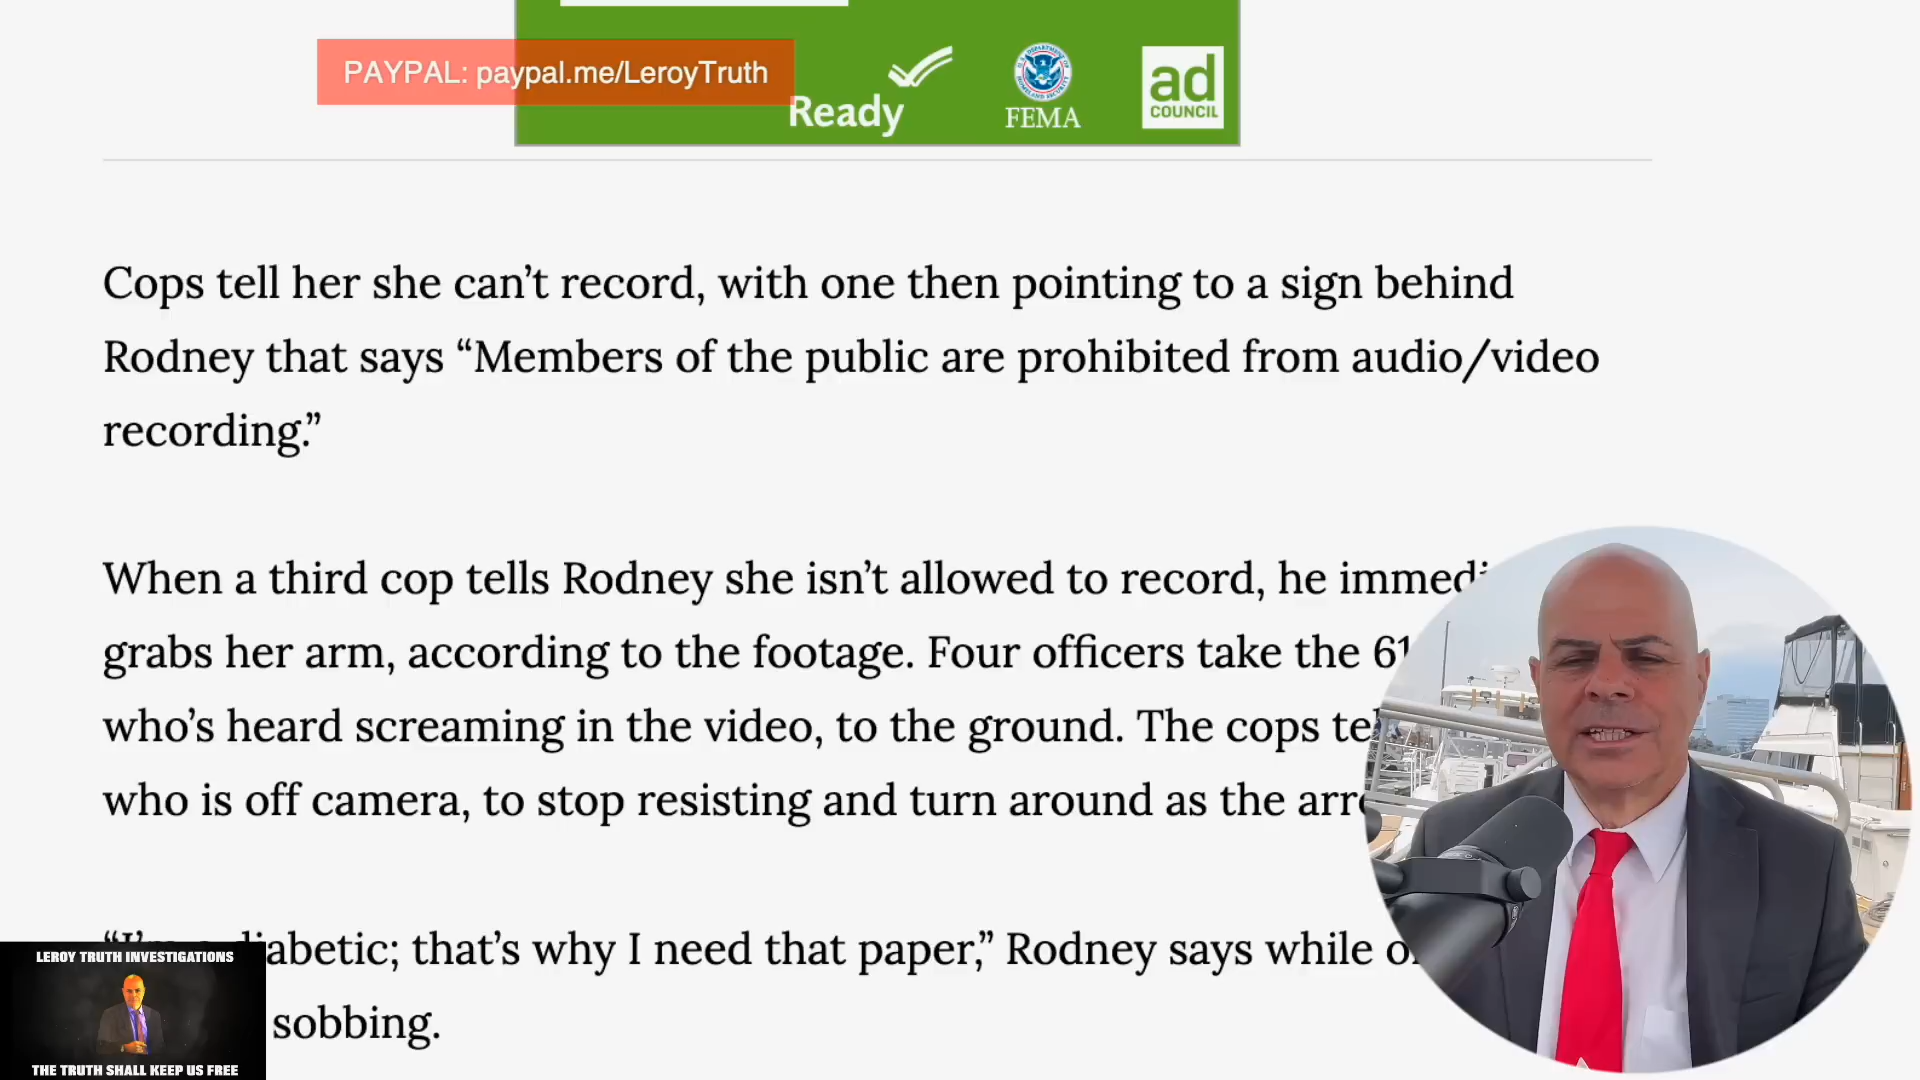 PAYPAL: paypal.me/LeroyTruth
Ready
FEMA
ad
COUNCIL
Cops tell her she can’t record, with one then pointing to a sign behind
Rodney that says “Members of the public are prohibited from audio/video
recording.”
When a third cop tells Rodney she isn’t allowed to record, he
grabs her arm, according to the footage. Four officers take the
who’s heard screaming in the video, to the ground. The cops
who is off camera, to stop resisting and turn around as the
“I’m a diabetic; that’s why I need that paper,” Rodney says while
sobbing.
LEROY TRUTH INVESTIGATIONS
THE TRUTH SHALL KEEP US FREE